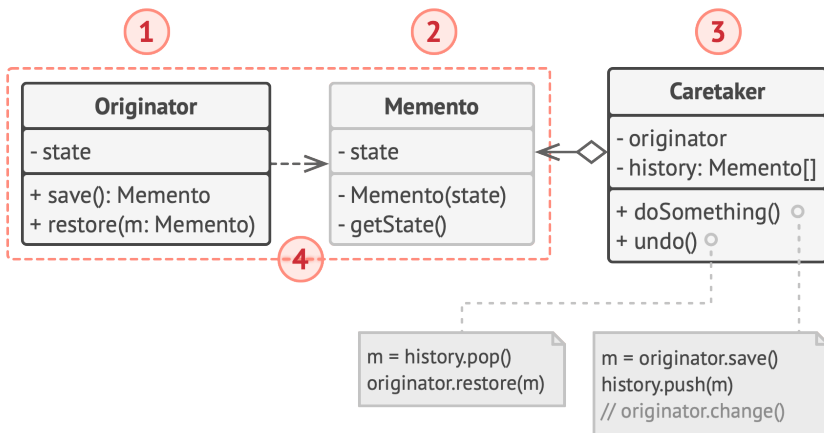 1
2
3
Originator
- state
+ save(): Memento
+ restore(m: Memento)
Memento
- state
- Memento(state)
- getState()
Caretaker
- originator
- history: Memento[]
+ doSomething()
+ undo()
4
m = history.pop()
originator.restore(m)
m = originator.save()
history.push(m)
// originator.change()